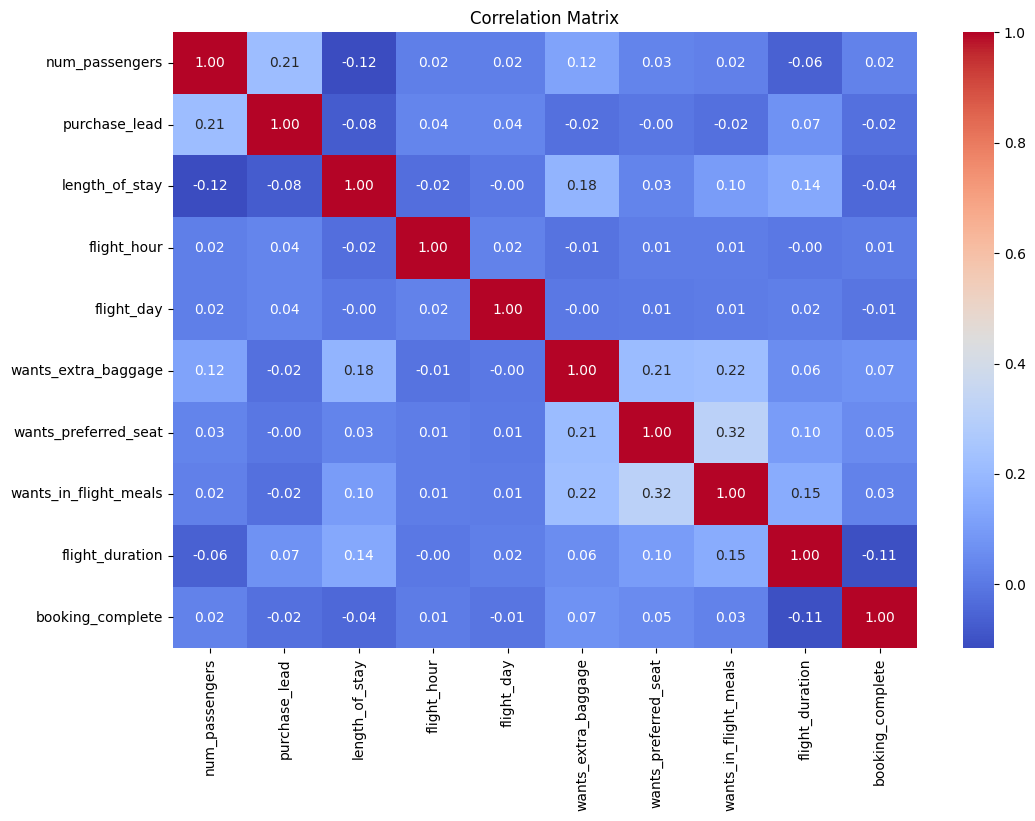 Correlation Matrix
num_passengers 1.00 0.21 -0.12 0.02 0.02 0.12 0.03 0.02 -0.06 0.02
purchase_lead 0.21 1.00 -0.08 0.04 0.04 -0.02 -0.00 -0.02 0.07 -0.02
length_of_stay -0.12 -0.08 1.00 -0.02 -0.00 0.18 0.03 0.10 0.14 -0.04
flight_hour 0.02 0.04 -0.02 1.00 0.02 -0.01 0.01 0.01 -0.00 0.01
flight_day 0.02 0.04 -0.00 0.02 1.00 -0.00 0.01 0.01 0.02 -0.01
wants_extra_baggage 0.12 -0.02 0.18 -0.01 -0.00 1.00 0.21 0.22 0.06 0.07
wants_preferred_seat 0.03 -0.00 0.03 0.01 0.01 0.21 1.00 0.32 0.10 0.05
wants_in_flight_meals 0.02 -0.02 0.10 0.01 0.01 0.22 0.32 1.00 0.15 0.03
flight_duration -0.06 0.07 0.14 -0.00 0.02 0.06 0.10 0.15 1.00 -0.11
booking_complete 0.02 -0.02 -0.04 0.01 -0.01 0.07 0.05 0.03 -0.11 1.00
num_passengers
purchase_lead
length_of_stay
flight_hour
flight_day
wants_extra_baggage
wants_preferred_seat
wants_in_flight_meals
flight_duration
booking_complete
1.0
0.8
0.6
0.4
0.2
0.0